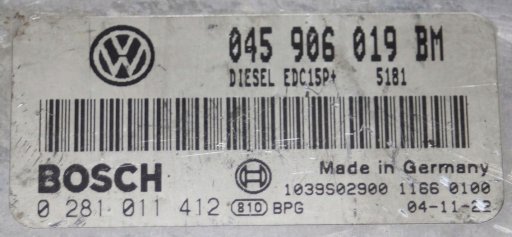 045 906 019 BM
DIESEL EDC15P+ 5181
BOSCH
Made in Germany
1039S02900 1166 0100
0 281 011 412 810 BPG 04-11-22